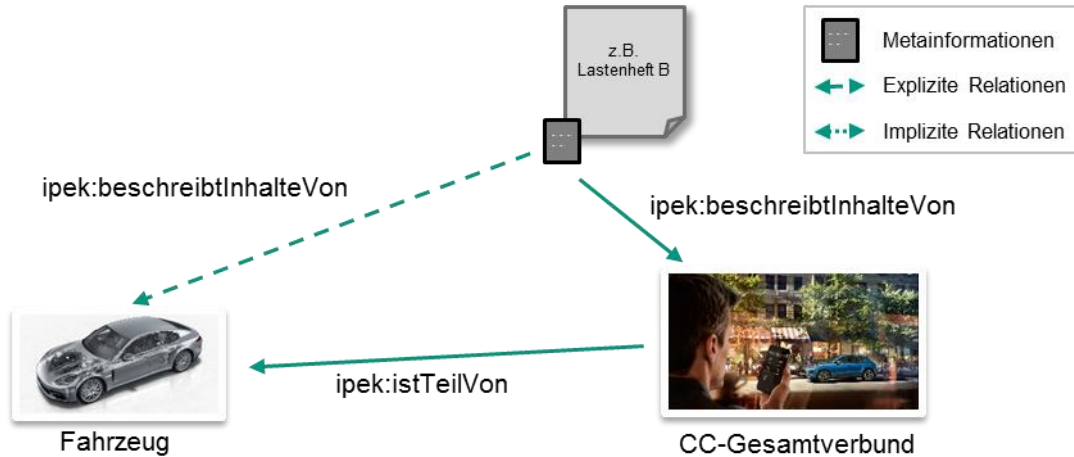 z.B.
Lastenheft B
Metainformationen
Explizite Relationen
Implizite Relationen
ipek:beschreibtInhalteVon
ipek:beschreibtInhalteVon
ipek:istTeilVon
Fahrzeug
CC-Gesamtverbund